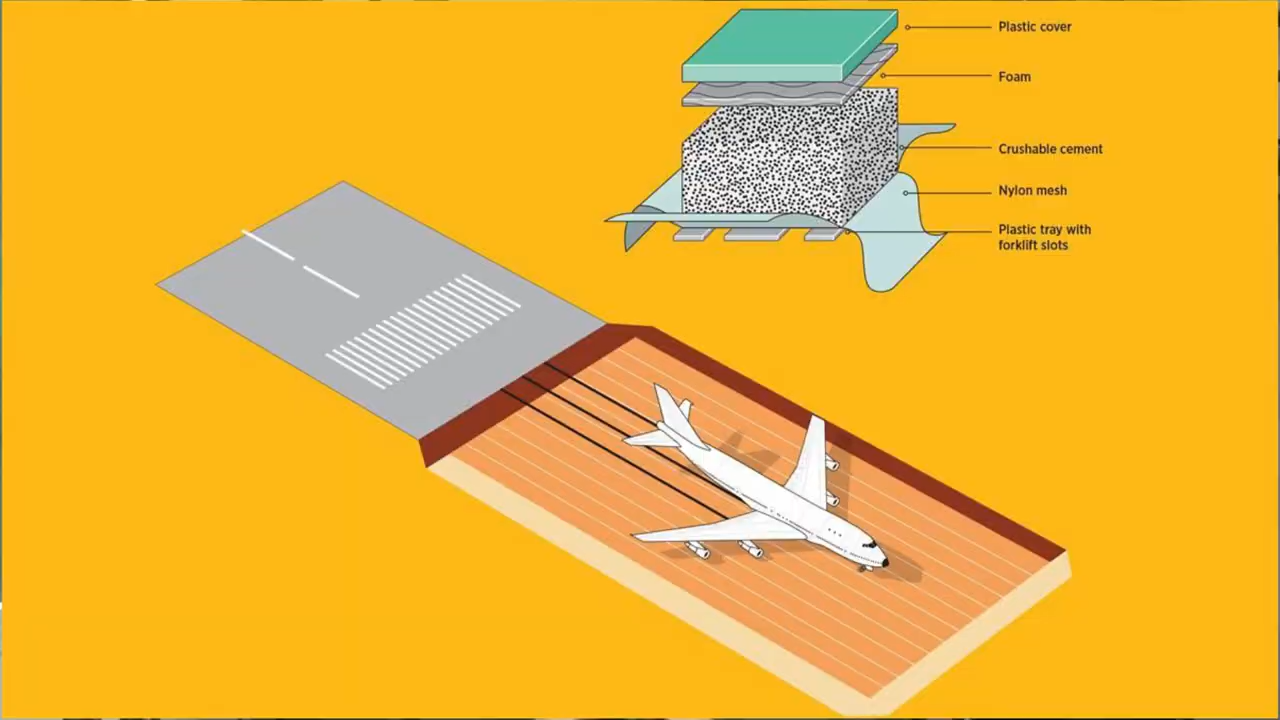 Plastic cover
Foam
Crushable cement
Nylon mesh
Plastic tray with
forklift slots